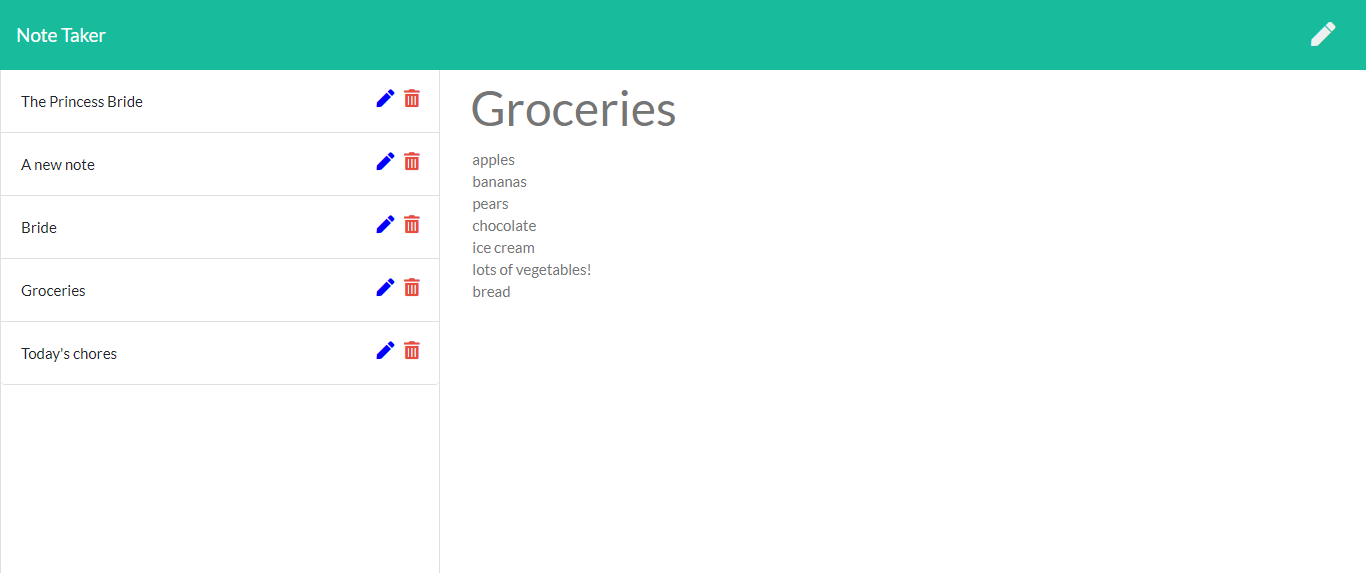 Note Taker
The Princess Bride
A new note
Bride
Groceries
Today's chores
Groceries
apples
bananas
pears
chocolate
ice cream
lots of vegetables!
bread